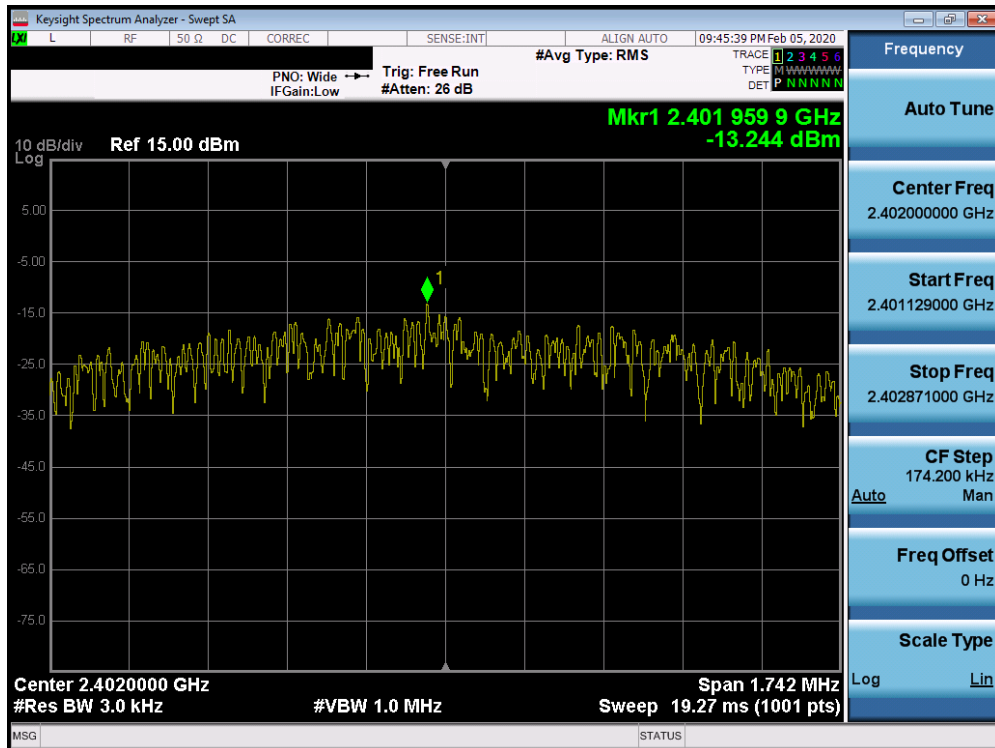 Keysight Spectrum Analyzer - Swept SA
LXI L RF 50 Ω DC CORREC SENSE:INT ALIGN AUTO 09:45:39 PM Feb 05, 2020
PNO: Wide Trig: Free Run #Avg Type: RMS TRACE 1 2 3 4 5 6
IFGain:Low #Atten: 26 dB TYPE M WWWWW
DET P N N N N N
Mkr1 2.401 959 9 GHz
-13.244 dBm
10 dB/div Ref 15.00 dBm
Log
5.00
-5.00
1
-15.0
-25.0
-35.0
-45.0
-55.0
-65.0
-75.0
Center 2.4020000 GHz Span 1.742 MHz
#Res BW 3.0 kHz #VBW 1.0 MHz Sweep 19.27 ms (1001 pts)
MSG STATUS
Frequency
Auto Tune
Center Freq
2.402000000 GHz
Start Freq
2.401129000 GHz
Stop Freq
2.402871000 GHz
CF Step
174.200 kHz
Auto Man
Freq Offset
0 Hz
Scale Type
Log Lin